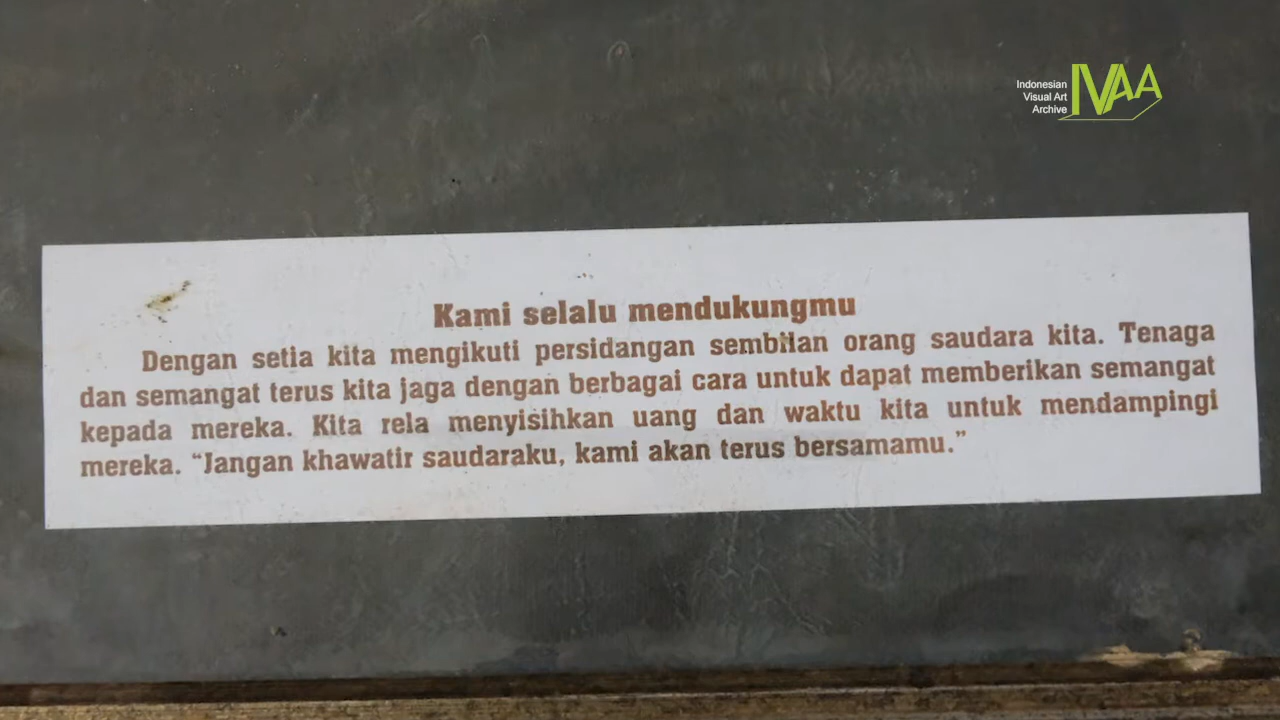 Indonesian
Visual Art
Archive
IVAA
Kami selalu mendukungmu
Dengan setia kita mengikuti persidangan sembilan orang saudara kita. Tenaga
dan semangat terus kita jaga dengan berbagai cara untuk dapat memberikan semangat
kepada mereka. Kita rela menyisihkan uang dan waktu kita untuk mendampingi
mereka. “Jangan khawatir saudaraku, kami akan terus bersamamu.”